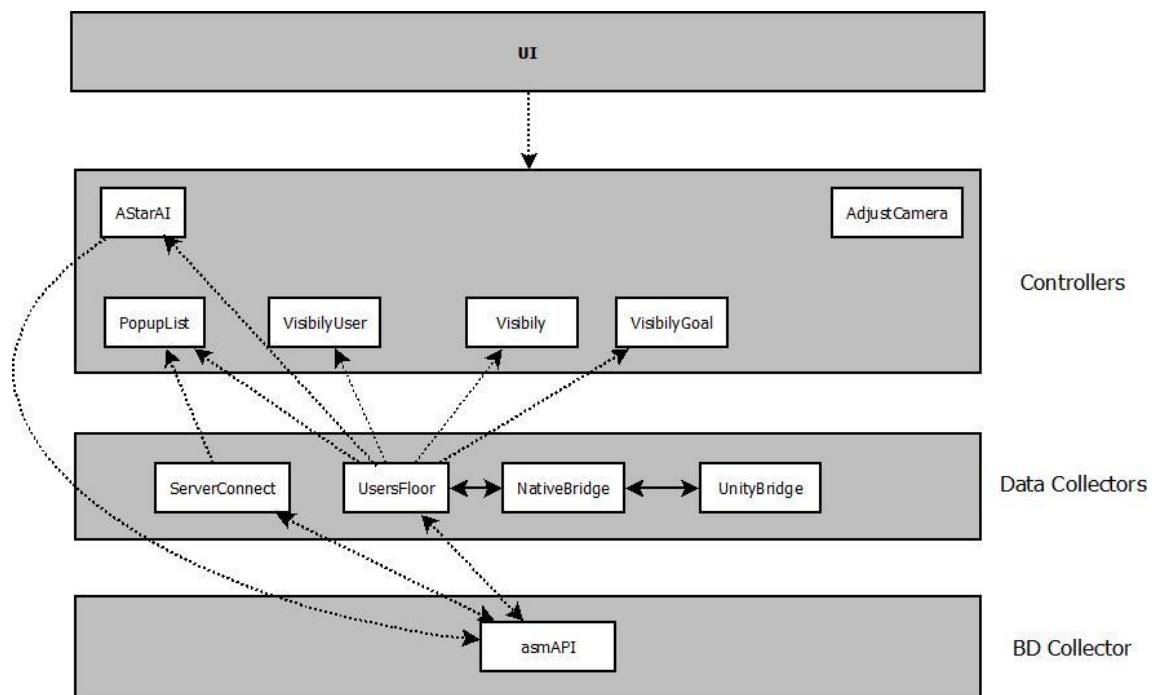 UI
AStarAI
AdjustCamera
Controllers
PopupList
VisibilyUser
Visibily
VisibilyGoal
ServerConnect
UsersFloor
NativeBridge
UnityBridge
Data Collectors
asmAPI
BD Collector